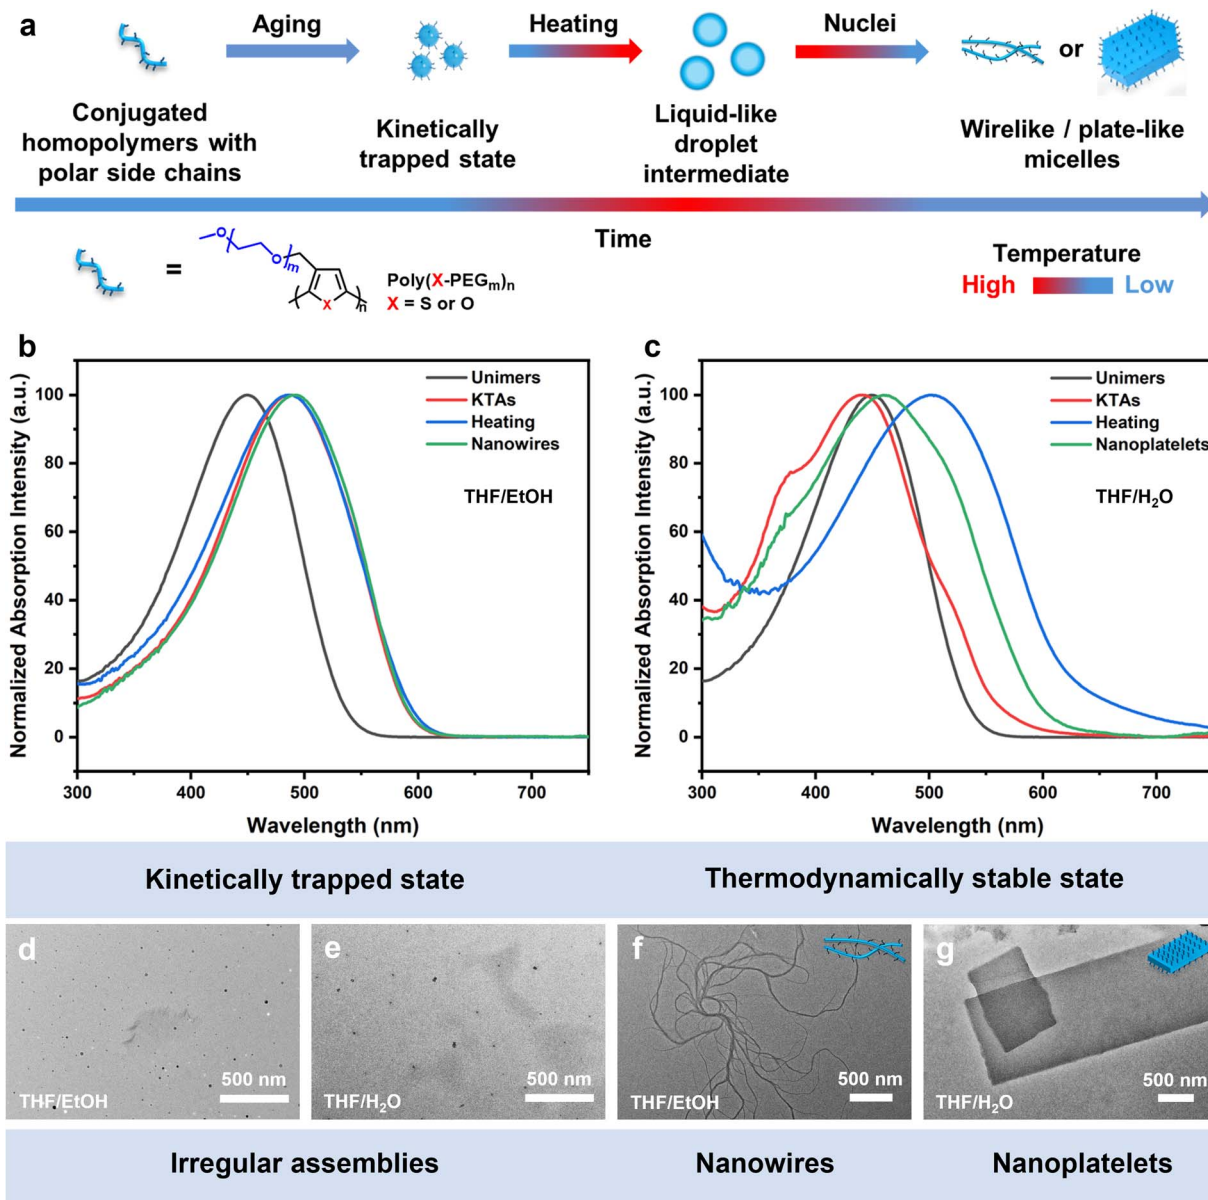 a
Aging
Heating
Nuclei
or
Conjugated
homopolymers with
polar side chains
Kinetically
trapped state
Liquid-like
droplet
intermediate
Wirelike / plate-like
micelles
Time
O
O
m
X
n
Poly(X-PEGm)n
X = S or O
Temperature
High
Low
b
Normalized Absorption Intensity (a.u.)
100
80
60
40
20
0
300
400
500
600
700
Wavelength (nm)
Unimers
KTAs
Heating
Nanowires
THF/EtOH
c
Normalized Absorption Intensity (a.u.)
100
80
60
40
20
0
300
400
500
600
700
Wavelength (nm)
Unimers
KTAs
Heating
Nanoplatelets
THF/H₂O
Kinetically trapped state
Thermodynamically stable state
d
500 nm
THF/EtOH
e
500 nm
THF/H₂O
f
500 nm
THF/EtOH
g
500 nm
THF/H₂O
Irregular assemblies
Nanowires
Nanoplatelets